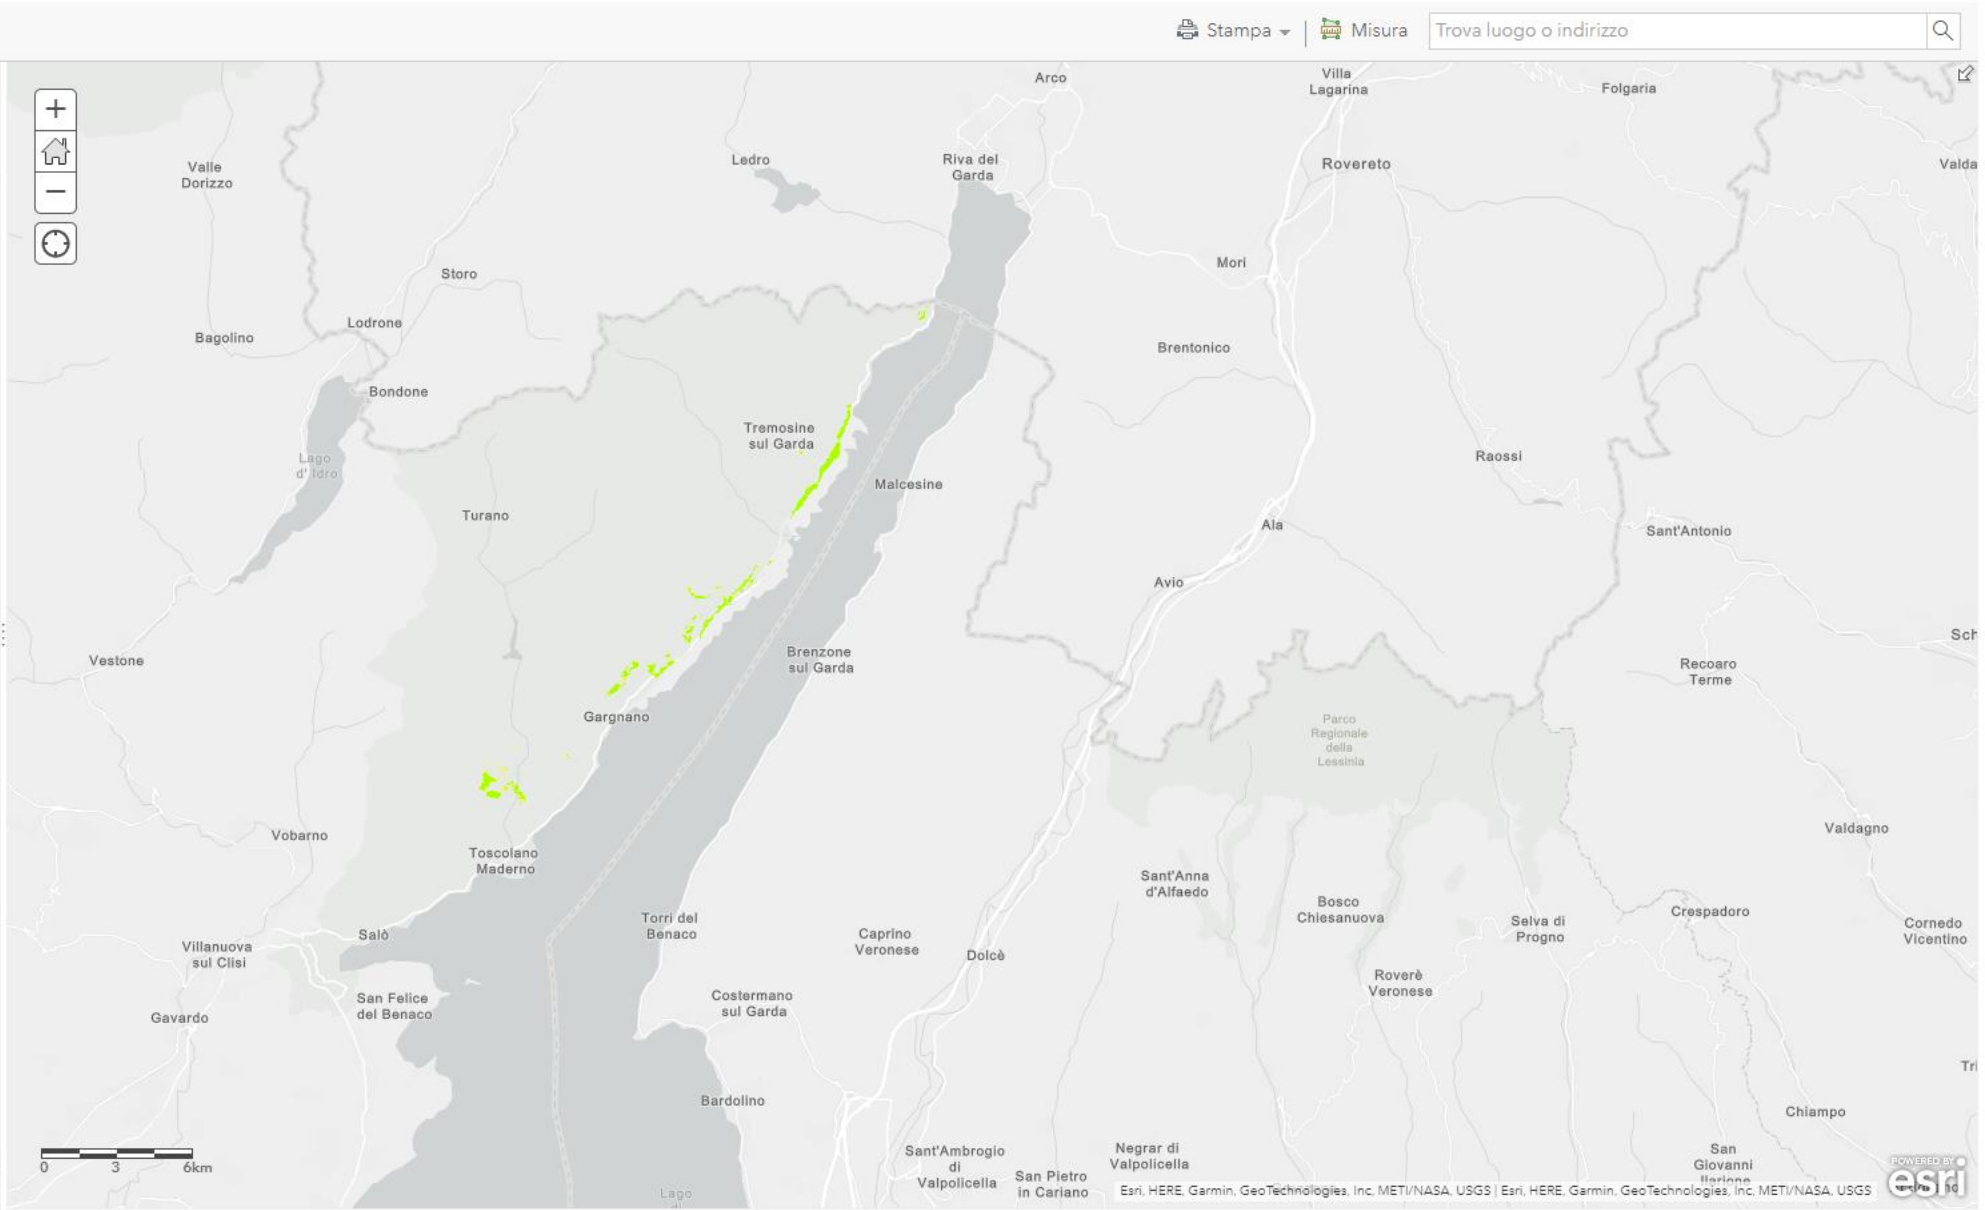 Stampa
Misura
Trova luogo o indirizzo
Arco
Villa
Lagarina
Folgaria
Valle
Dorizzo
Ledro
Riva del
Garda
Rovereto
Valda
Storo
Mori
Lodrone
Bagolino
Brentonico
Bondone
Tremosine
sul Garda
Lago
d' Idro
Malcesine
Raossi
Turano
Ala
Sant'Antonio
Avio
Vestone
Brenzone
sul Garda
Sch
Recoaro
Terme
Gargnano
Parco
Regionale
della
Lessinia
Vobarno
Valdagno
Toscolano
Maderno
Sant'Anna
d'Alfaedo
Bosco
Chiesanuova
Selva di
Progno
Crespadoro
Cornedo
Vicentino
Salò
Torri del
Benaco
Villanuova
sul Clisi
Caprino
Veronese
Dolcè
Roverè
Veronese
San Felice
del Benaco
Costermano
sul Garda
Gavardo
Tri
Bardolino
Chiampo
Sant'Ambrogio
di
Valpolicella
Negrar di
Valpolicella
San Pietro
in Cariano
San
Giovanni
Ilarione
0 3 6km
Lago
di
Esri, HERE, Garmin, GeoTechnologies, Inc, METI/NASA, USGS | Esri, HERE, Garmin, GeoTechnologies, Inc, METI/NASA, USGS
POWERED BY
esri